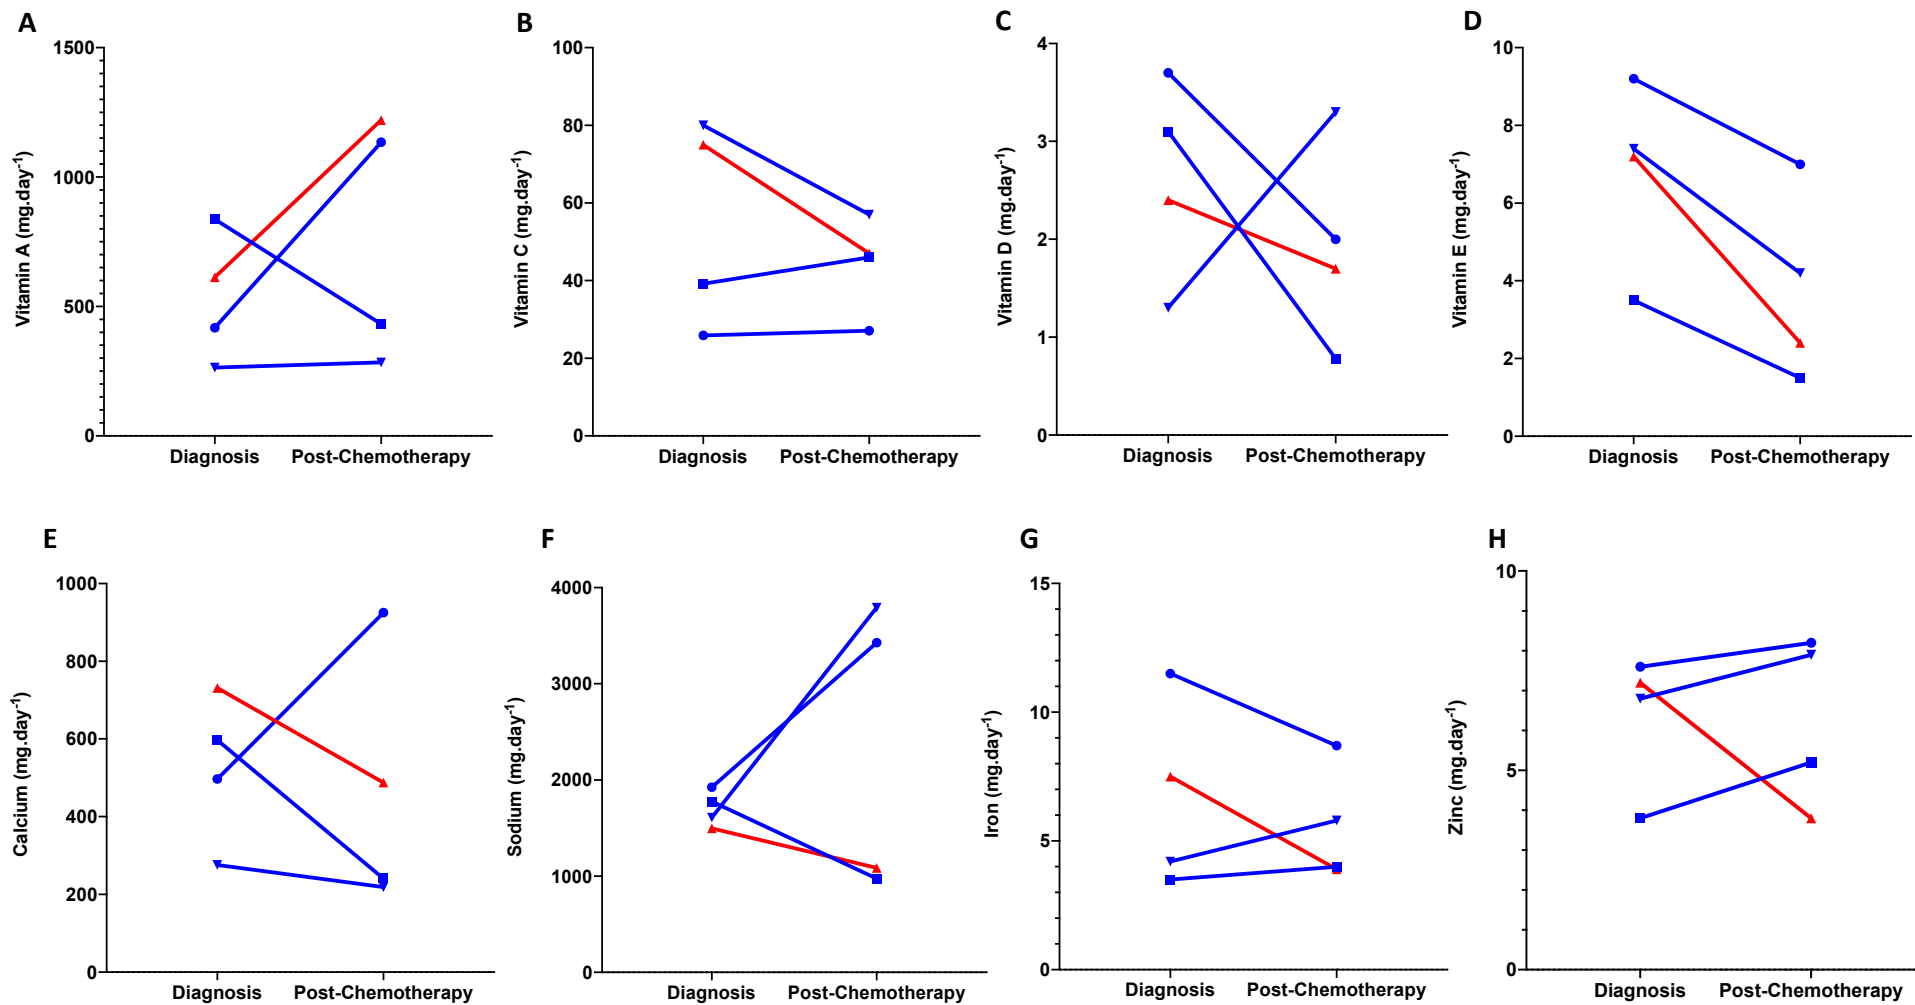 A
Vitamin A (mg.day-1)
1500
1000
500
0
Diagnosis Post-Chemotherapy
B
Vitamin C (mg.day-1)
100
80
60
40
20
0
Diagnosis Post-Chemotherapy
C
Vitamin D (mg.day-1)
4
3
2
1
0
Diagnosis Post-Chemotherapy
D
Vitamin E (mg.day-1)
10
8
6
4
2
0
Diagnosis Post-Chemotherapy
E
Calcium (mg.day-1)
1000
800
600
400
200
0
Diagnosis Post-Chemotherapy
F
Sodium (mg.day-1)
4000
3000
2000
1000
0
Diagnosis Post-Chemotherapy
G
Iron (mg.day-1)
15
10
5
0
Diagnosis Post-Chemotherapy
H
Zinc (mg.day-1)
10
5
0
Diagnosis Post-Chemotherapy